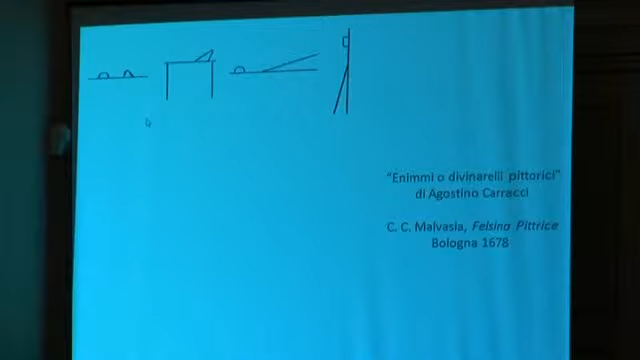 “Enimmi o divinarelli pittorici”
di Agostino Carracci
C. C. Malvasia, Felsina Pittrice
Bologna 1678